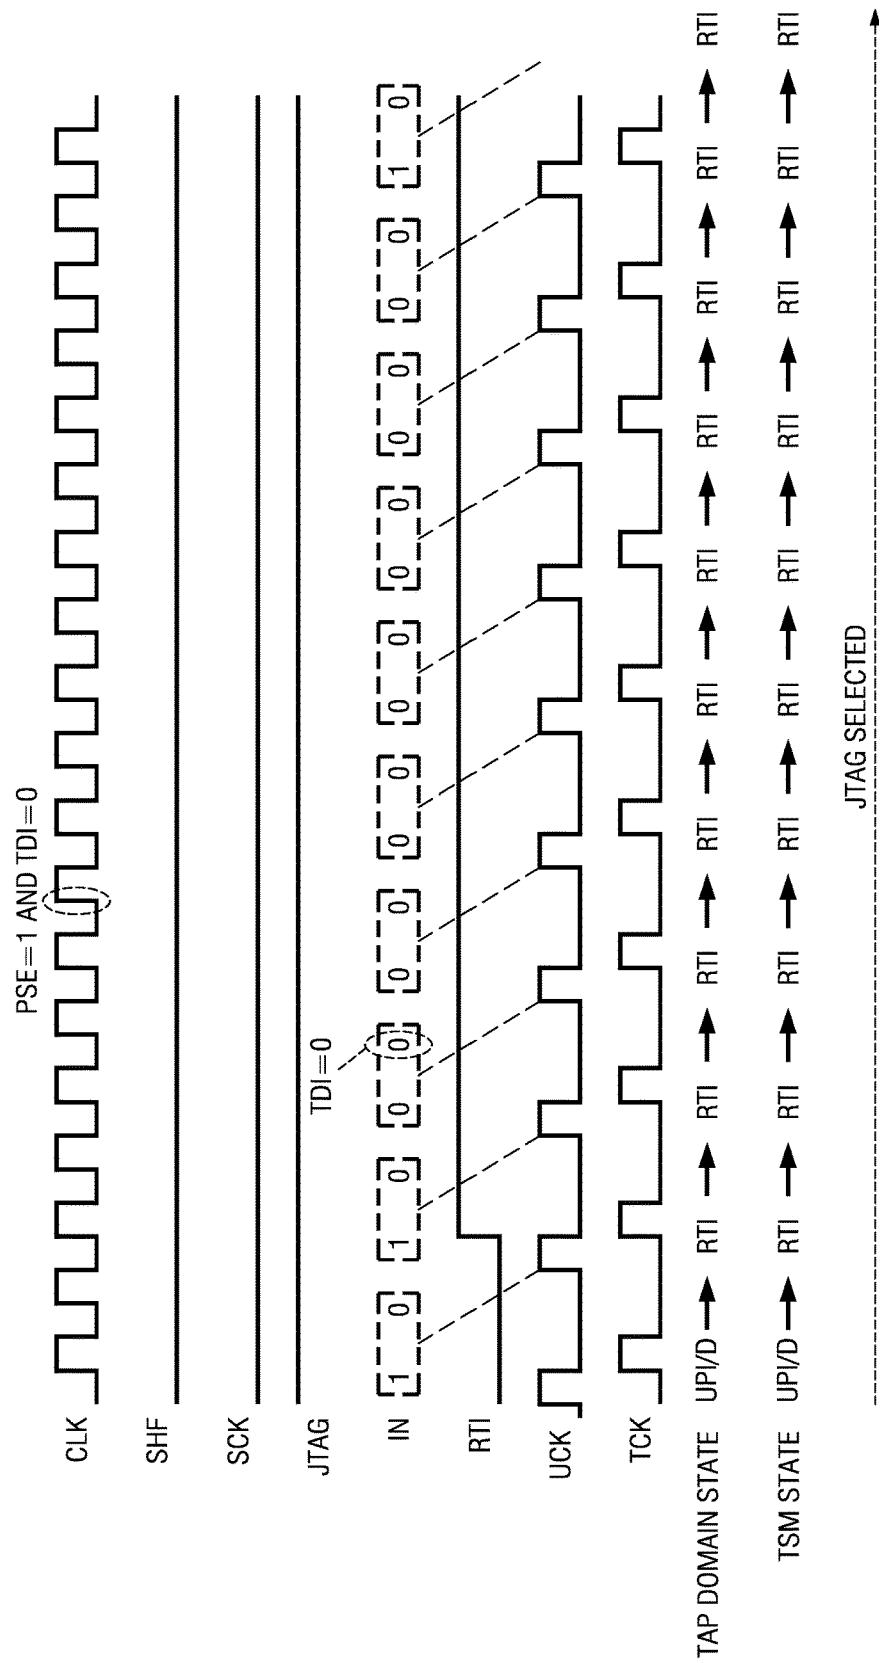 PSE=1 AND TDI=0
CLK
SHF
SCK
JTAG
TDI=0
IN 1 0 1 0 0 0 0 0 0 0 0 0 0 0 0 0 0 0 1 0
RTI
UCK
TCK
TAP DOMAIN STATE UPI/D RTI RTI RTI RTI RTI RTI RTI RTI RTI RTI
TSM STATE UPI/D RTI RTI RTI RTI RTI RTI RTI RTI RTI RTI
JTAG SELECTED